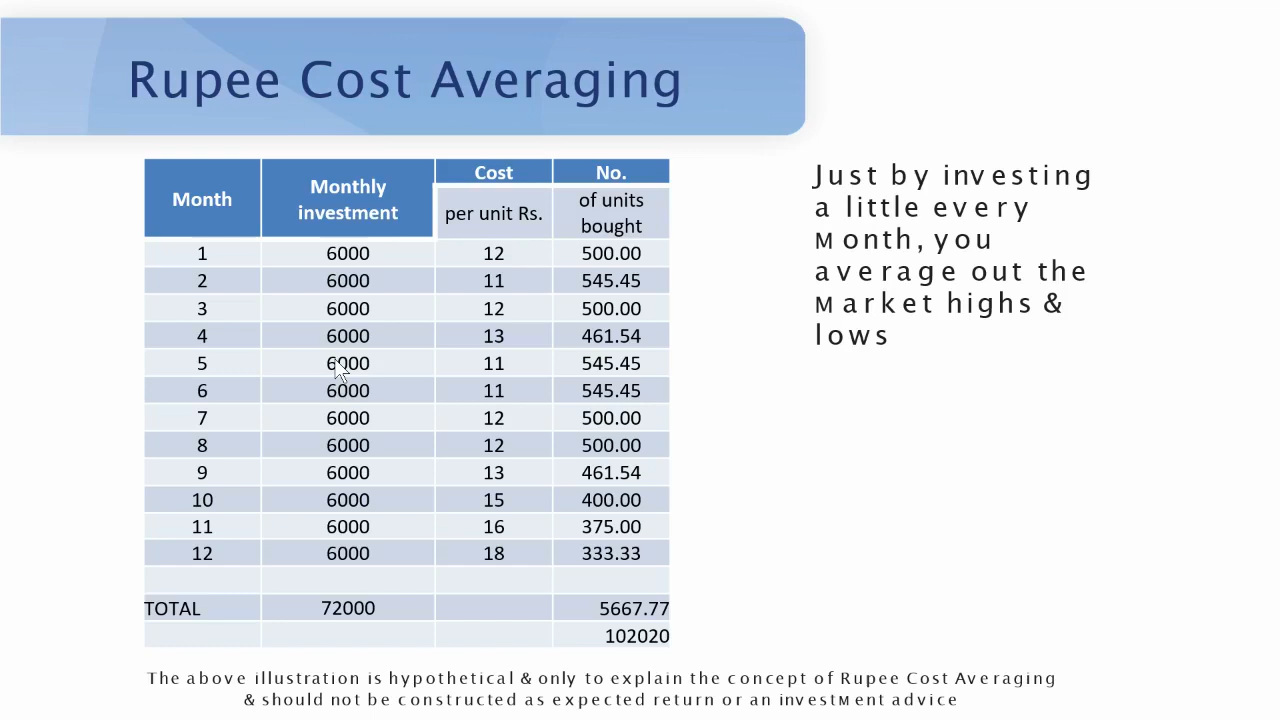 Rupee Cost Averaging
Month Monthly investment Cost per unit Rs. No. of units bought
1 6000 12 500.00
2 6000 11 545.45
3 6000 12 500.00
4 6000 13 461.54
5 6000 11 545.45
6 6000 11 545.45
7 6000 12 500.00
8 6000 12 500.00
9 6000 13 461.54
10 6000 15 400.00
11 6000 16 375.00
12 6000 18 333.33
TOTAL 72000 5667.77
102020
Just by investing
a little every
Month, you
average out the
Market highs &
lows
The above illustration is hypothetical & only to explain the concept of Rupee Cost Averaging
& should not be constructed as expected return or an investMent advice